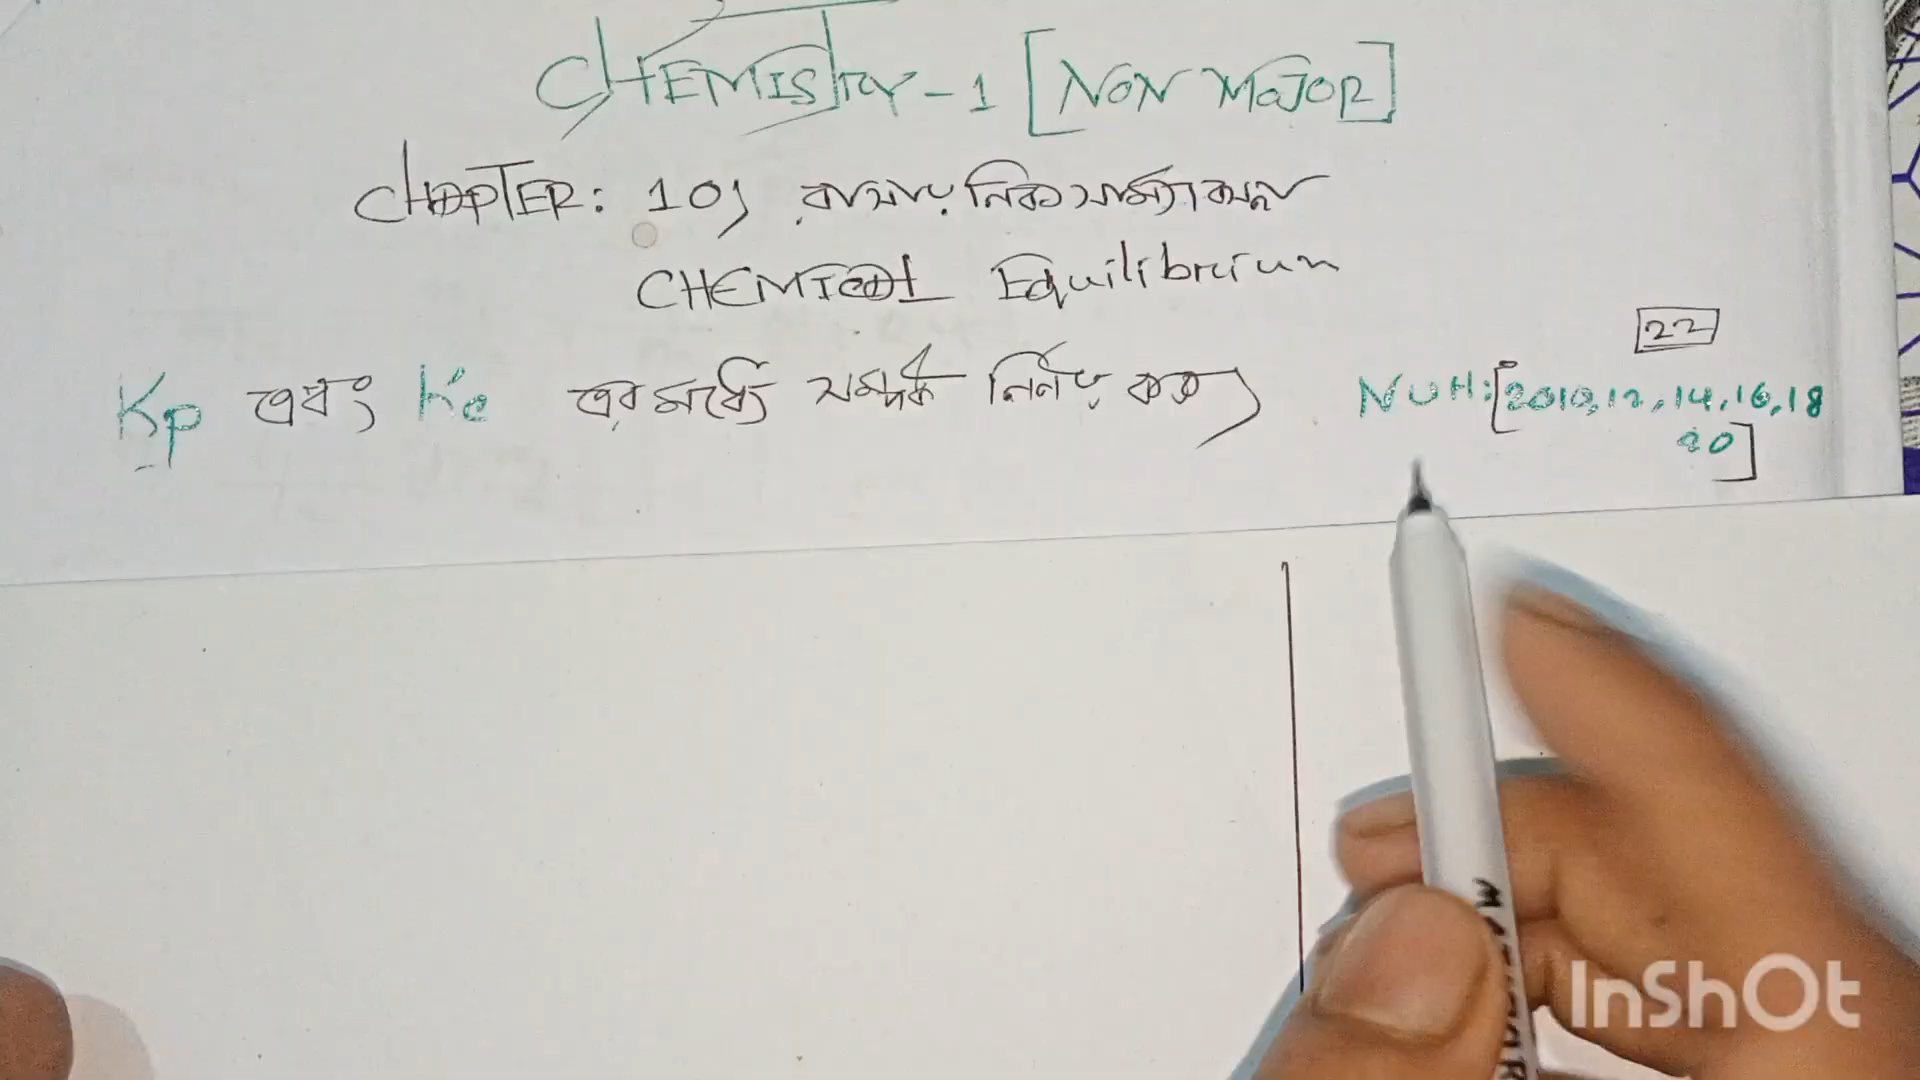 CHEMISTRY-1 [NON MAJOR]
CHAPTER: 10) রাসায়নিক সাম্যাবস্থা
CHEMICAL Equilibrium
22
Kp এবং Kc এর মধ্যে সম্পর্ক নির্ণয় কর NUH:[2010,12,14,16,18
20]
InShOt